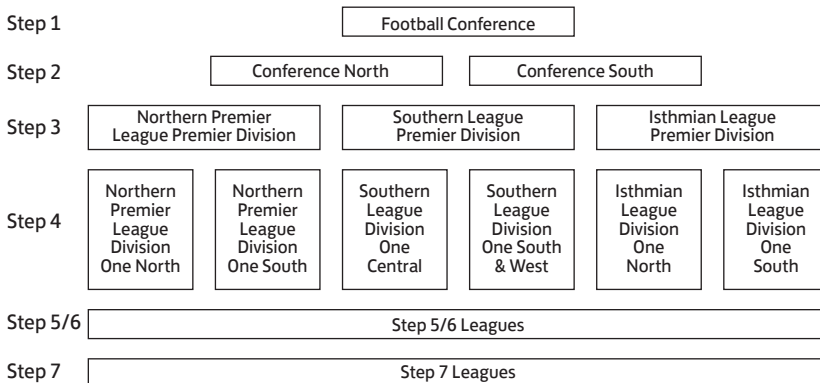 Step 1
Football Conference
Step 2
Conference North
Conference South
Step 3
Northern Premier
League Premier Division
Southern League
Premier Division
Isthmian League
Premier Division
Step 4
Northern
Premier
League
Division
One North
Northern
Premier
League
Division
One South
Southern
League
Division
One
Central
Southern
League
Division
One South
& West
Isthmian
League
Division
One
North
Isthmian
League
Division
One
South
Step 5/6
Step 5/6 Leagues
Step 7
Step 7 Leagues